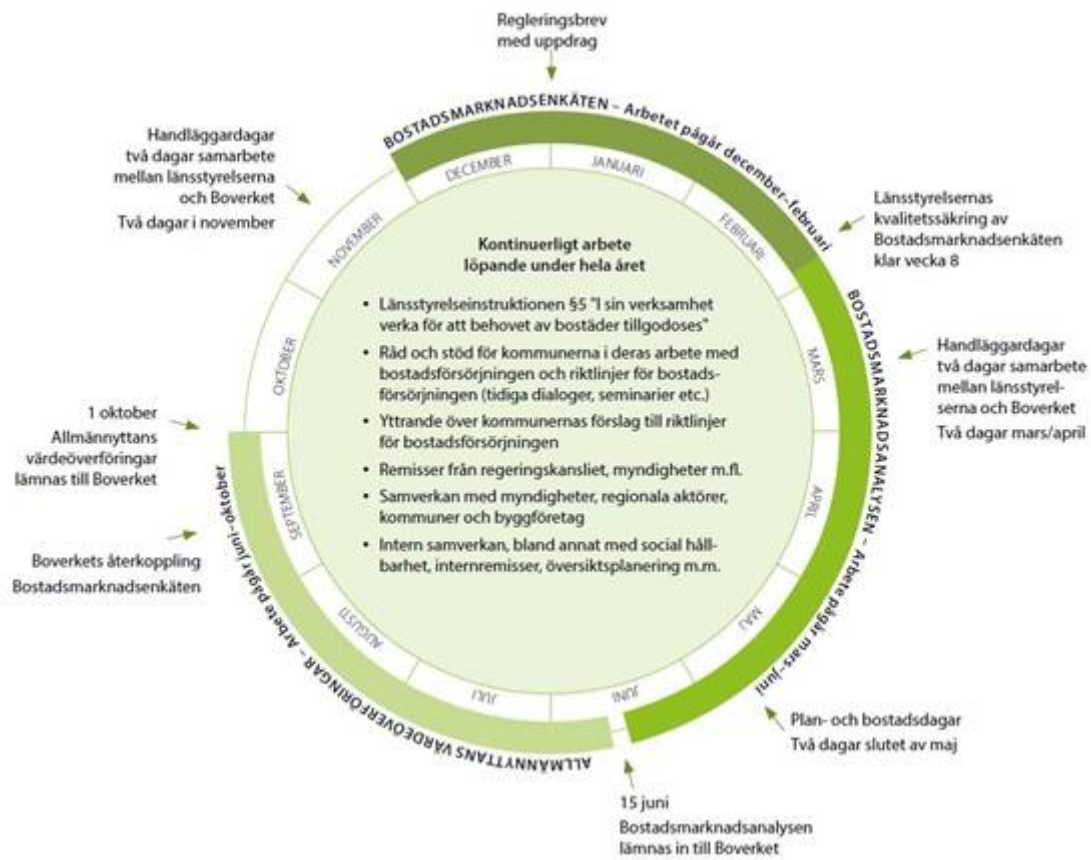 Regleringsbrev
med uppdrag
BOSTADSMARKNADSENKÄTEN – Arbetet pågår december–februari
Handläggardagar
två dagar samarbete
mellan länsstyrelserna
och Boverket
Två dagar i november
Länsstyrelsernas
kvalitetssäkring av
Bostadsmarknadsenkäten
klar vecka 8
BOSTADSMARKNADSANALYSEN – Arbete pågår mars–juni
Handläggardagar
två dagar samarbete
mellan länsstyrel-
serna och Boverket
Två dagar mars/april
Plan- och bostadsdagar
Två dagar slutet av maj
15 juni
Bostadsmarknadsanalysen
lämnas in till Boverket
ALLMÄNNYTTANS VÄRDEÖVERFÖRINGAR – Arbete pågår juni–oktober
Boverkets återkoppling
Bostadsmarknadsenkäten
1 oktober
Allmännyttans
värdeöverföringar
lämnas till Boverket
JANUARI
FEBRUARI
MARS
APRIL
MAJ
JUNI
JULI
AUGUSTI
SEPTEMBER
OKTOBER
NOVEMBER
DECEMBER
Kontinuerligt arbete
löpande under hela året
• Länsstyrelseinstruktionen §5 "I sin verksamhet
verka för att behovet av bostäder tillgodoses"
• Råd och stöd för kommunerna i deras arbete med
bostadsförsörjningen och riktlinjer för bostads-
försörjningen (tidiga dialoger, seminarier etc.)
• Yttrande över kommunernas förslag till riktlinjer
för bostadsförsörjningen
• Remisser från regeringskansliet, myndigheter m.fl.
• Samverkan med myndigheter, regionala aktörer,
kommuner och byggföretag
• Intern samverkan, bland annat med social håll-
barhet, internremisser, översiktsplanering m.m.